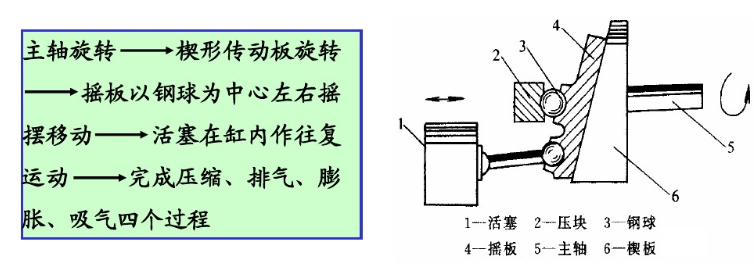 主轴旋转——→楔形传动板旋转
——→摇板以钢球为中心左右摇
摆移动——→活塞在缸内作往复
运动——→完成压缩、排气、膨
胀、吸气四个过程
4
3
2
1
5
6
1—活塞 2—压块 3—钢球
4—摇板 5—主轴 6—楔板